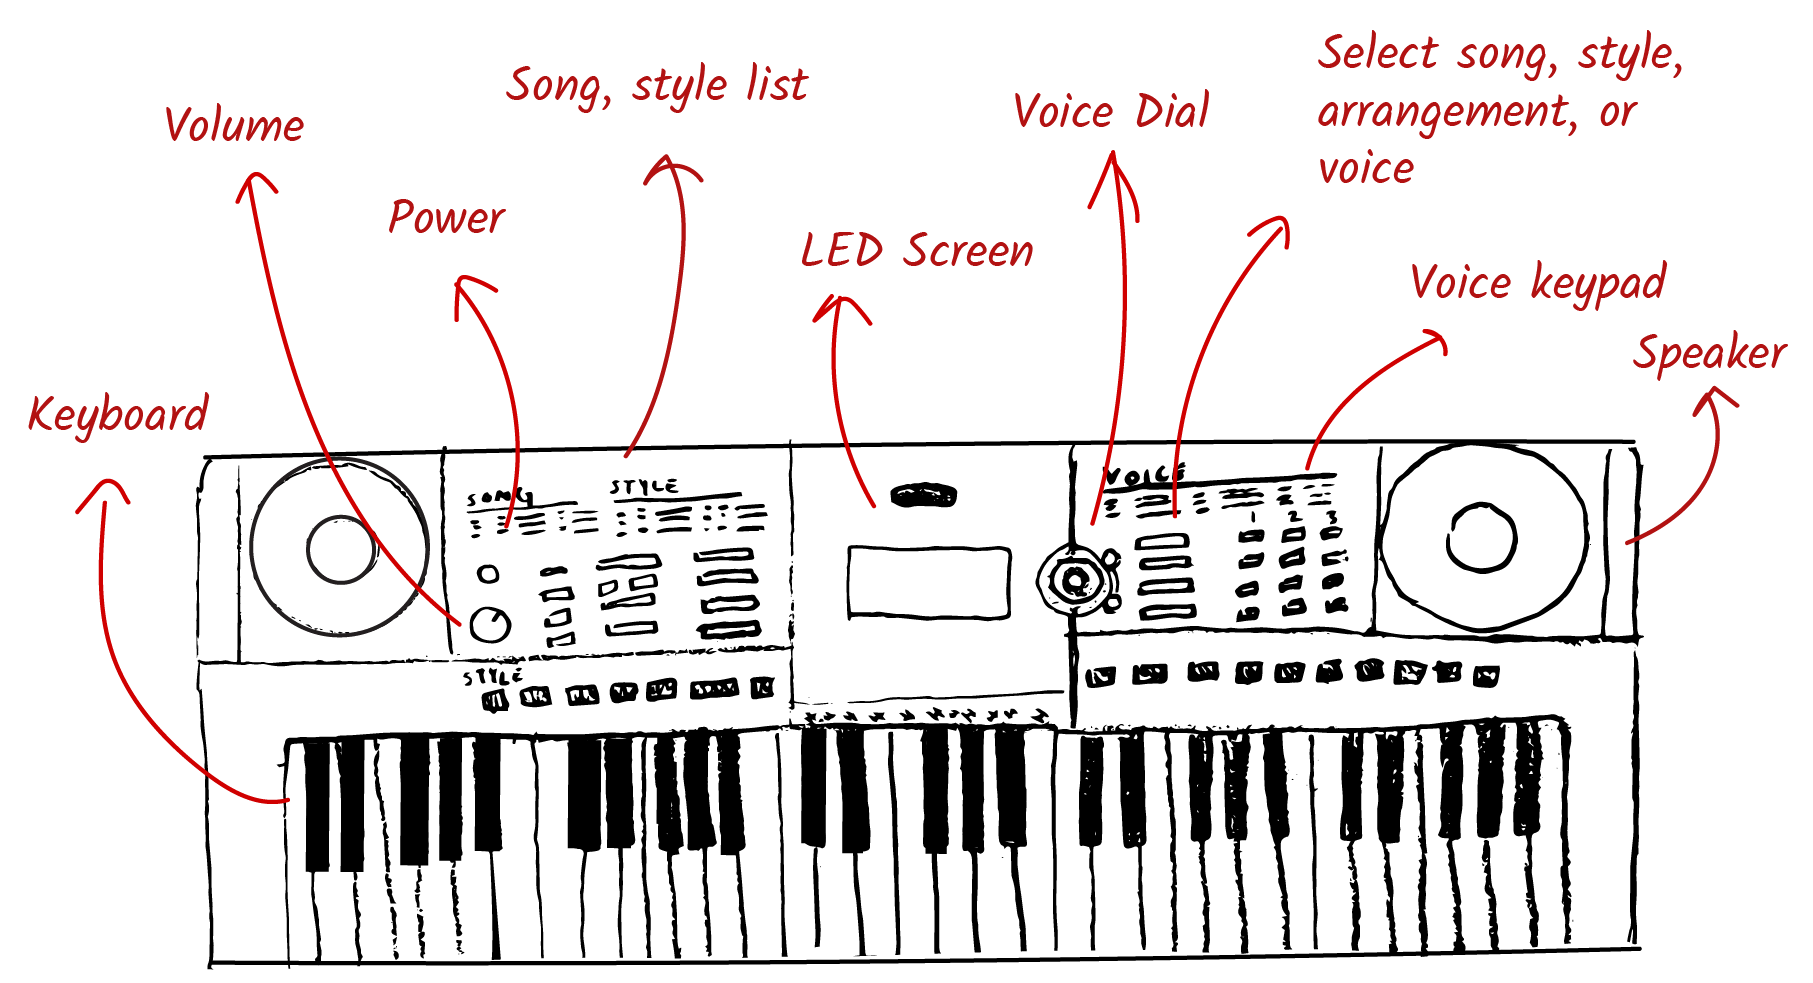 Select song, style,
arrangement, or
voice
Song, style list
Voice Dial
Volume
Power
LED Screen
Voice keypad
Speaker
Keyboard
SONG
STYLE
VOICE
1 2 3
STYLE